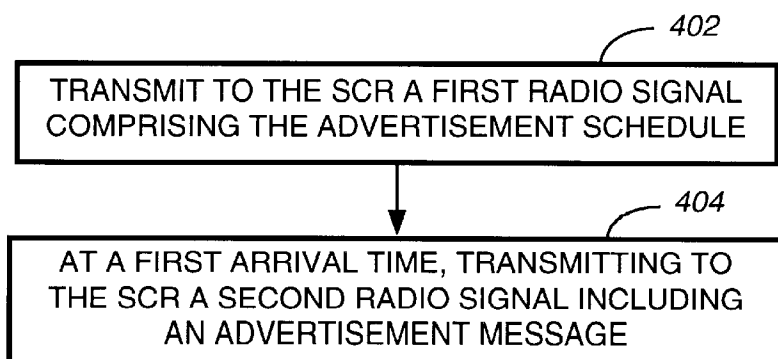 402
TRANSMIT TO THE SCR A FIRST RADIO SIGNAL
COMPRISING THE ADVERTISEMENT SCHEDULE
404
AT A FIRST ARRIVAL TIME, TRANSMITTING TO
THE SCR A SECOND RADIO SIGNAL INCLUDING
AN ADVERTISEMENT MESSAGE